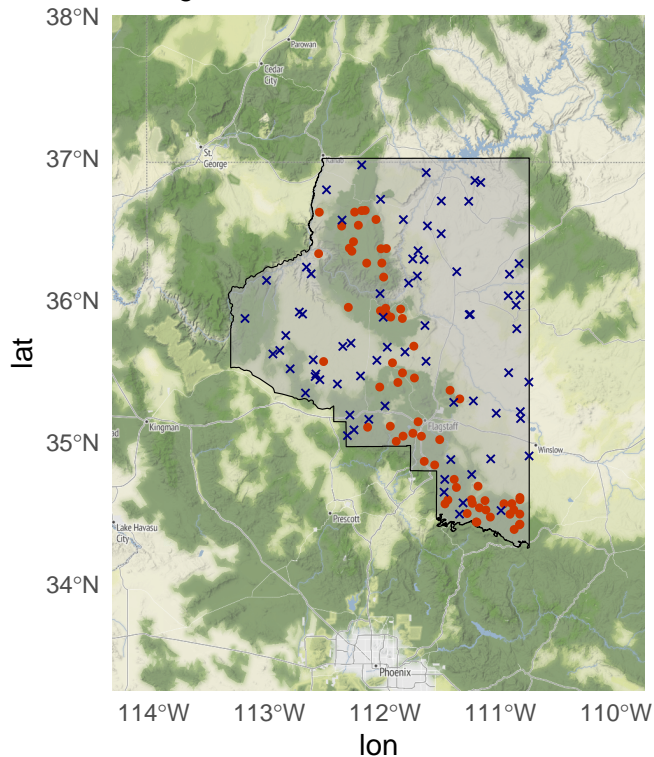 38°N
Parowan
Cedar
City
St.
George
37°N
36°N
lat
Kingman
Flagstaff
35°N
Winslow
Prescott
Lake Havasu
City
34°N
Phoenix
114°W 113°W 112°W 111°W 110°W
lon